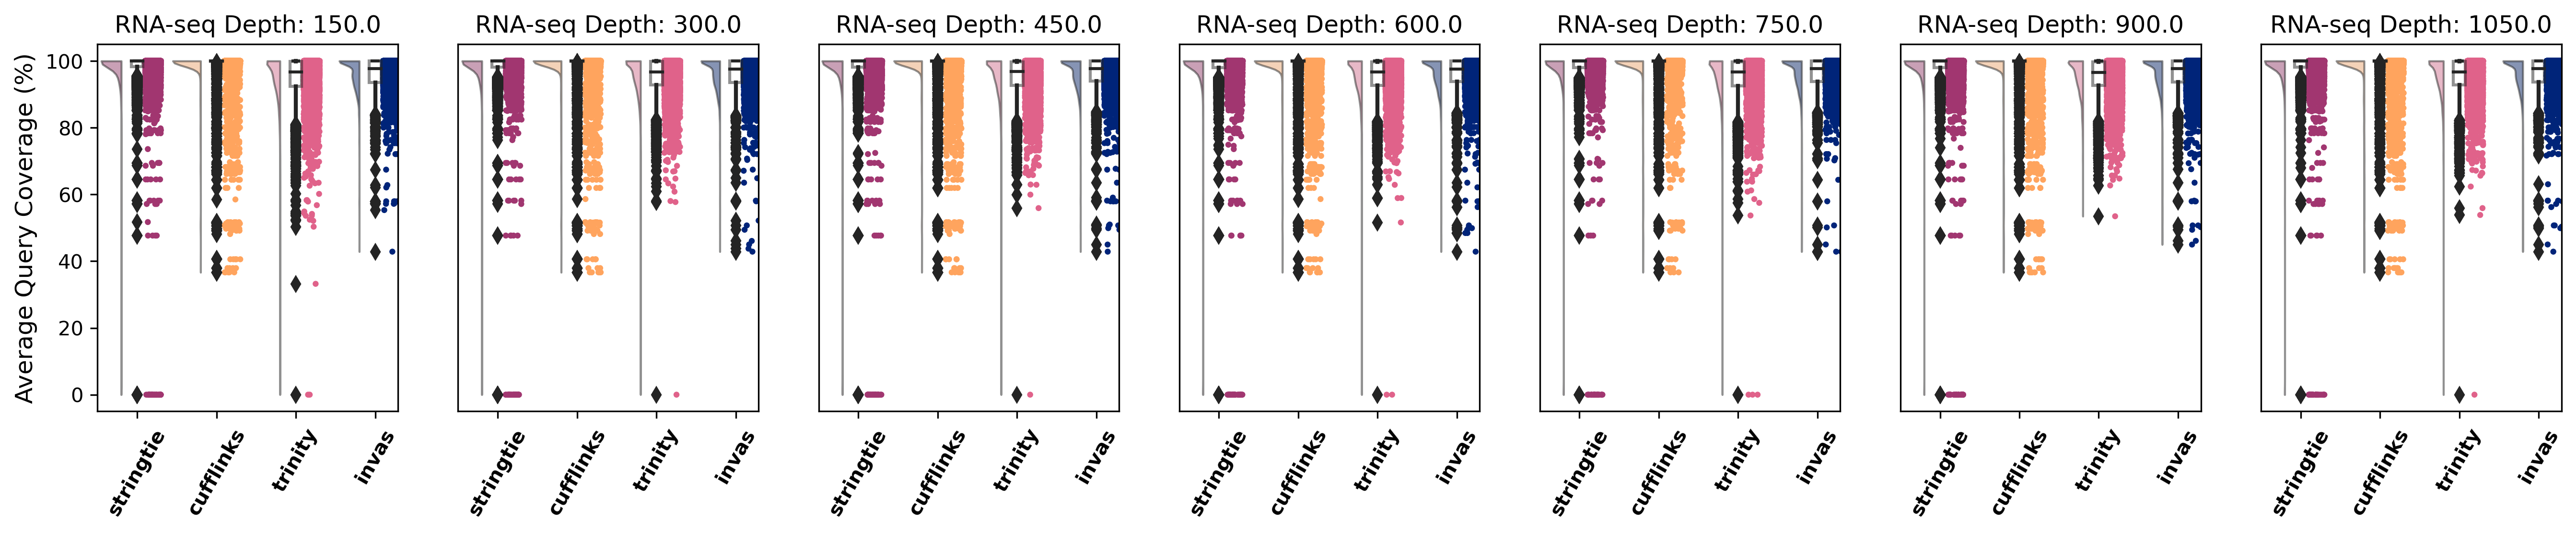 RNA-seq Depth: 150.0
RNA-seq Depth: 300.0
RNA-seq Depth: 450.0
RNA-seq Depth: 600.0
RNA-seq Depth: 750.0
RNA-seq Depth: 900.0
RNA-seq Depth: 1050.0
Average Query Coverage (%)
100
80
60
40
20
0
stringtie
cufflinks
trinity
invas
stringtie
cufflinks
trinity
invas
stringtie
cufflinks
trinity
invas
stringtie
cufflinks
trinity
invas
stringtie
cufflinks
trinity
invas
stringtie
cufflinks
trinity
invas
stringtie
cufflinks
trinity
invas